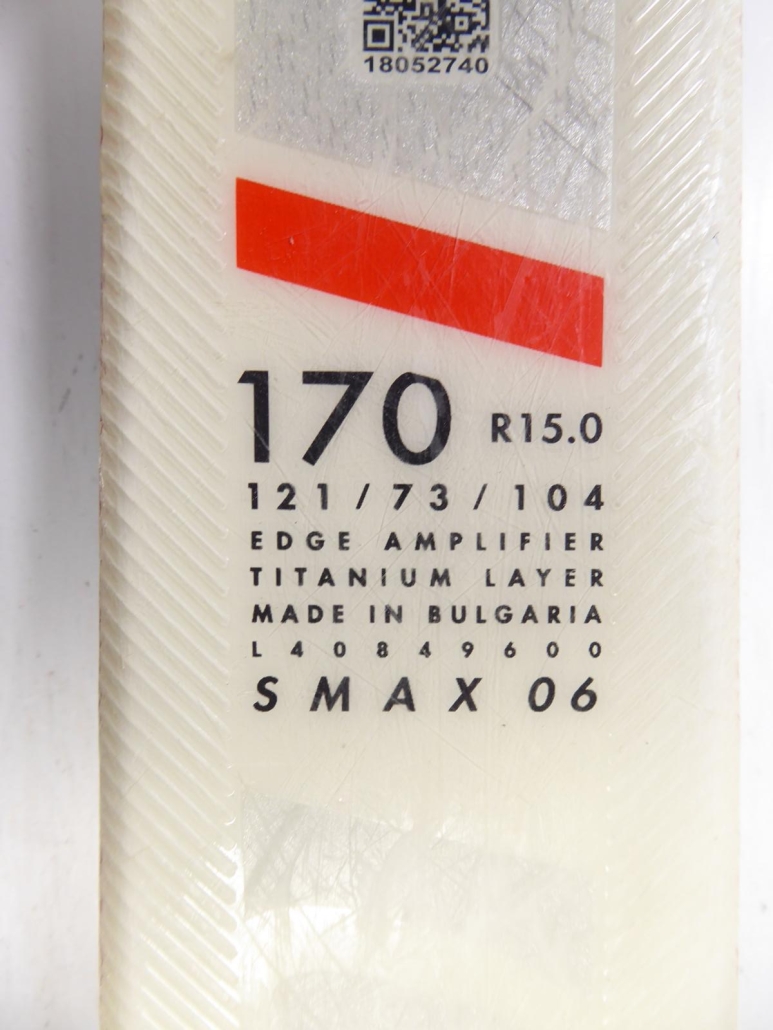 18052740
170 R15.0
121/73/104
EDGE AMPLIFIER
TITANIUM LAYER
MADE IN BULGARIA
L40849600
SMAX 06